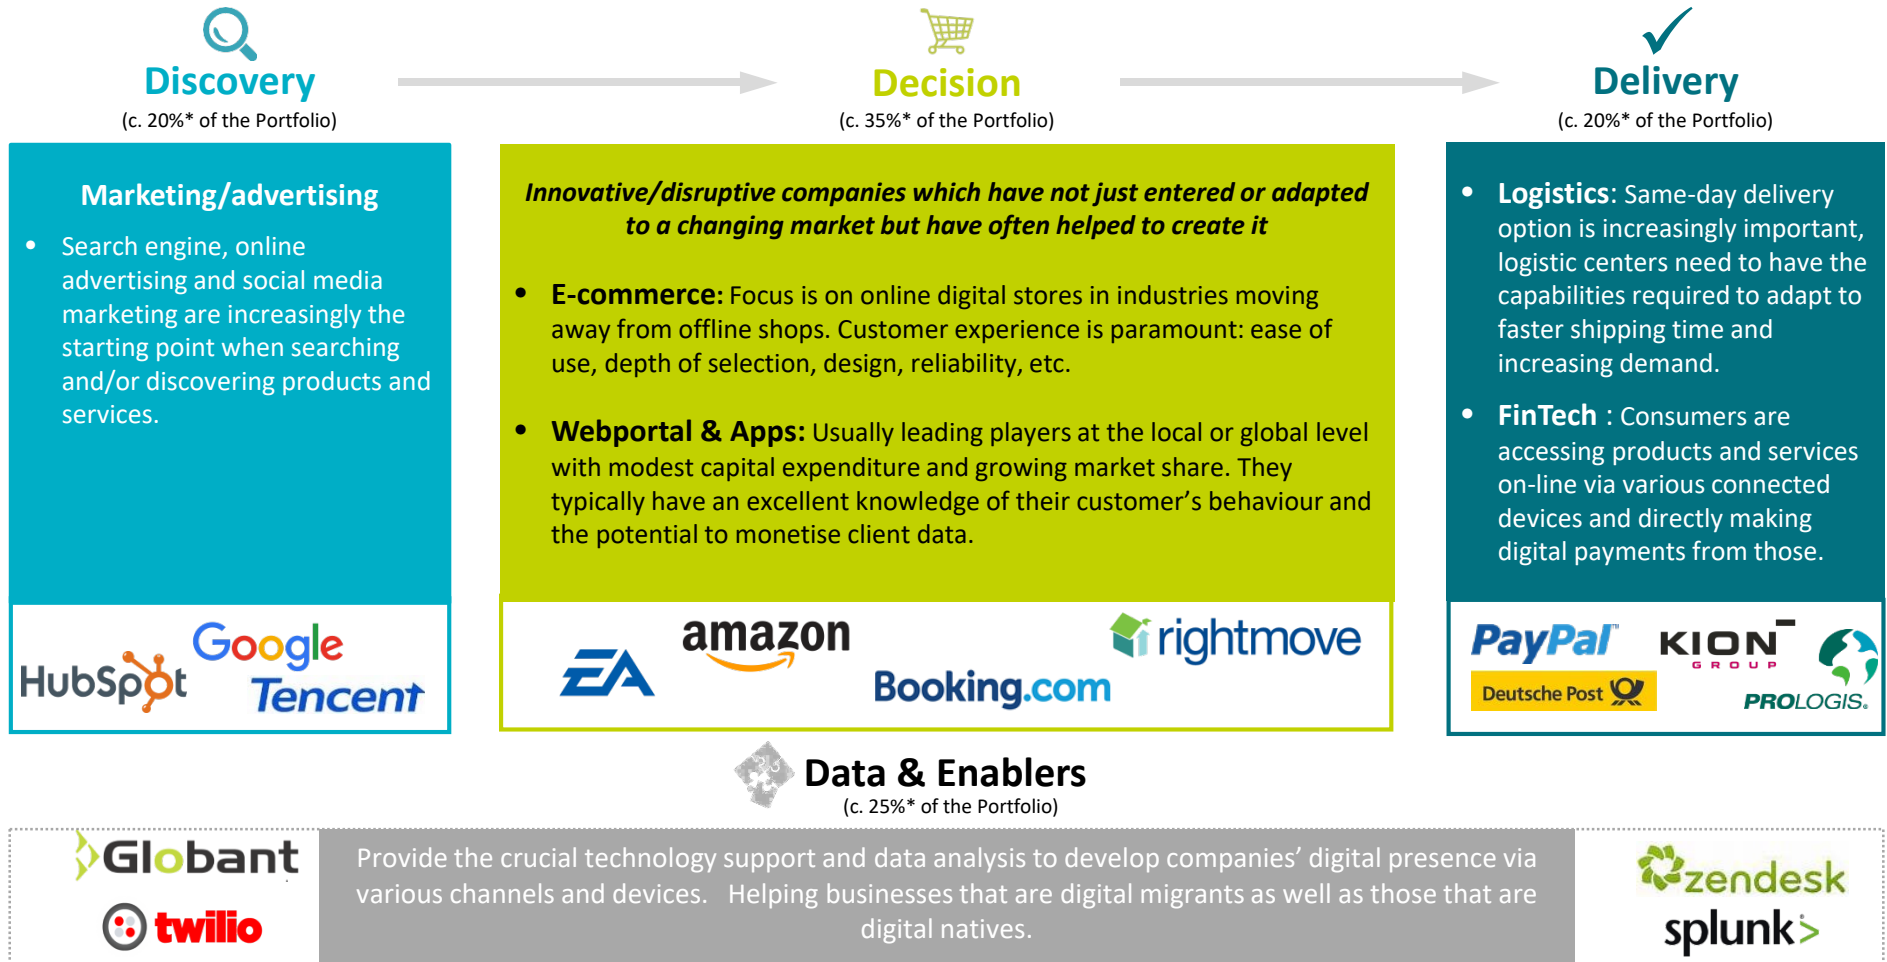 Discovery
(c. 20%* of the Portfolio)
Marketing/advertising
• Search engine, online
advertising and social media
marketing are increasingly the
starting point when searching
and/or discovering products and
services.
HubSpot
Google
Tencent
Decision
(c. 35%* of the Portfolio)
Innovative/disruptive companies which have not just entered or adapted
to a changing market but have often helped to create it
• E-commerce: Focus is on online digital stores in industries moving
away from offline shops. Customer experience is paramount: ease of
use, depth of selection, design, reliability, etc.
• Webportal & Apps: Usually leading players at the local or global level
with modest capital expenditure and growing market share. They
typically have an excellent knowledge of their customer’s behaviour and
the potential to monetise client data.
EA
amazon
Booking.com
rightmove
Delivery
(c. 20%* of the Portfolio)
• Logistics: Same-day delivery
option is increasingly important,
logistic centers need to have the
capabilities required to adapt to
faster shipping time and
increasing demand.
• FinTech : Consumers are
accessing products and services
on-line via various connected
devices and directly making
digital payments from those.
PayPal™
KION
GROUP
Deutsche Post
PROLOGIS®
Data & Enablers
(c. 25%* of the Portfolio)
Globant
twilio
Provide the crucial technology support and data analysis to develop companies’ digital presence via
various channels and devices. Helping businesses that are digital migrants as well as those that are
digital natives.
zendesk
splunk>